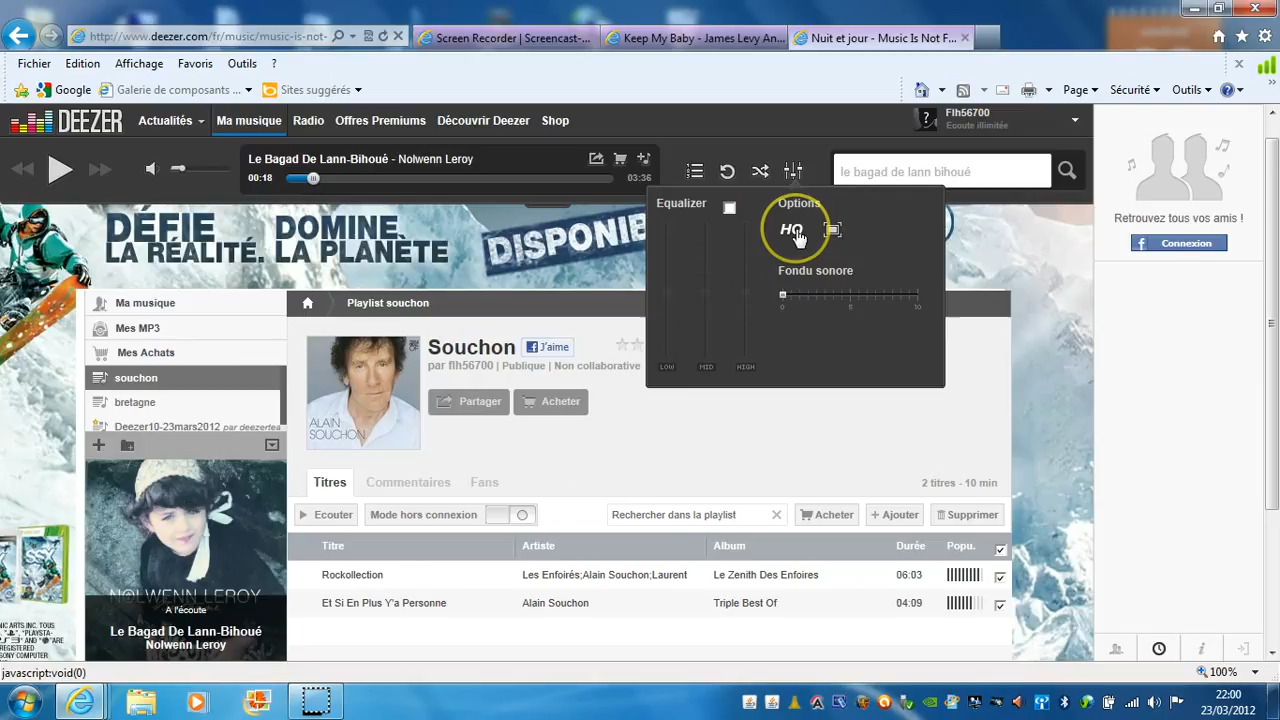 http://www.deezer.com/fr/music/music-is-not-
Screen Recorder | Screencast-...
Keep My Baby - James Levy An...
Nuit et jour - Music Is Not F...
Fichier Edition Affichage Favoris Outils ?
Google Galerie de composants ... Sites suggérés
Page Sécurité Outils
DEEZER
Actualités Ma musique Radio Offres Premiums Découvrir Deezer Shop
Flh56700
Ecoute illimitée
Le Bagad De Lann-Bihoué - Nolwenn Leroy
00:18 03:36
le bagad de lann bihoué
Retrouvez tous vos amis !
Connexion
Equalizer
LOW MID HIGH
Options
HQ
Fondu sonore
0 5 10
DÉFIE
LA RÉALITÉ.
DOMINE.
LA PLANÈTE
Ma musique
Mes MP3
Mes Achats
souchon
bretagne
Deezer10-23mars2012 par deezertea
Playlist souchon
ALAIN
SOUCHON
Souchon J'aime
par flh56700 | Publique | Non collaborative
Partager Acheter
Titres Commentaires Fans 2 titres - 10 min
Ecouter Mode hors connexion Rechercher dans la playlist Acheter + Ajouter Supprimer
Titre Artiste Album Durée Popu.
Rockollection Les Enfoirés;Alain Souchon;Laurent Le Zenith Des Enfoires 06:03
Et Si En Plus Y'a Personne Alain Souchon Triple Best Of 04:09
NOLWENN LEROY
A l'écoute
Le Bagad De Lann-Bihoué
Nolwenn Leroy
javascript:void(0)
100%
22:00
23/03/2012